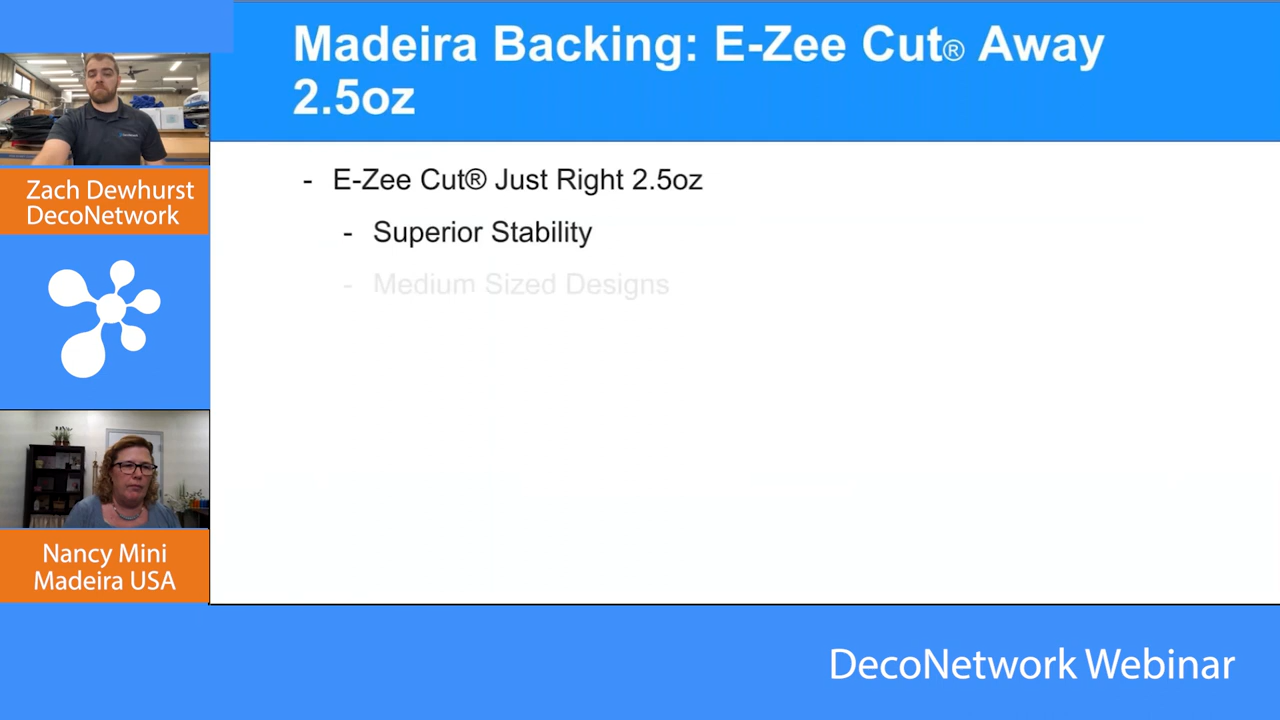 Madeira Backing: E-Zee Cut® Away
2.5oz
- E-Zee Cut® Just Right 2.5oz
- Superior Stability
- Medium Sized Designs
Zach Dewhurst
DecoNetwork
Nancy Mini
Madeira USA
DecoNetwork Webinar